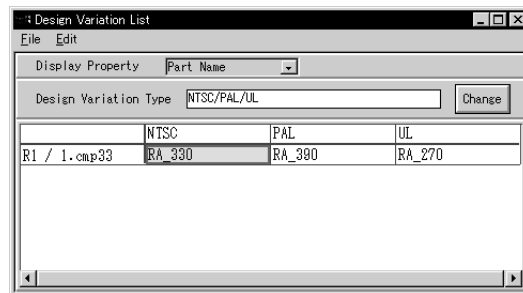 Design Variation List
File Edit
Display Property Part Name
Design Variation Type NTSC/PAL/UL Change
NTSC PAL UL
R1 / 1.cmp33 RA_330 RA_390 RA_270